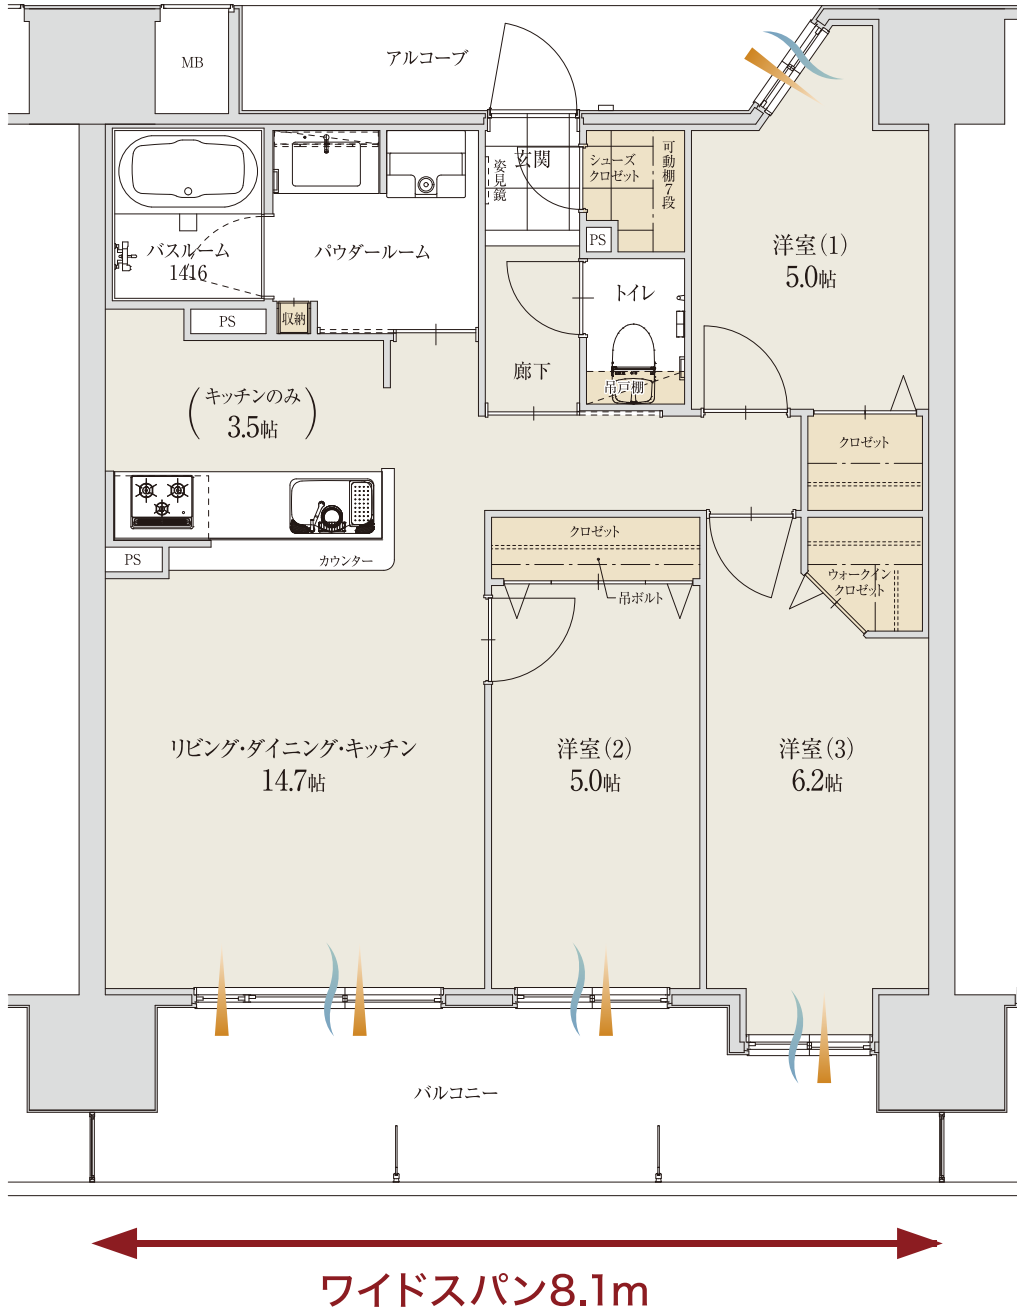 MB
アルコーブ
玄関
姿見鏡
シューズ
クロゼット
可動棚7段
PS
バスルーム
1416
パウダールーム
洋室(1)
5.0帖
トイレ
PS
収納
廊下
吊戸棚
(キッチンのみ)
3.5帖
クロゼット
クロゼット
PS
カウンター
吊ボルト
ウォークイン
クロゼット
リビング・ダイニング・キッチン
14.7帖
洋室(2)
5.0帖
洋室(3)
6.2帖
バルコニー
ワイドスパン8.1m